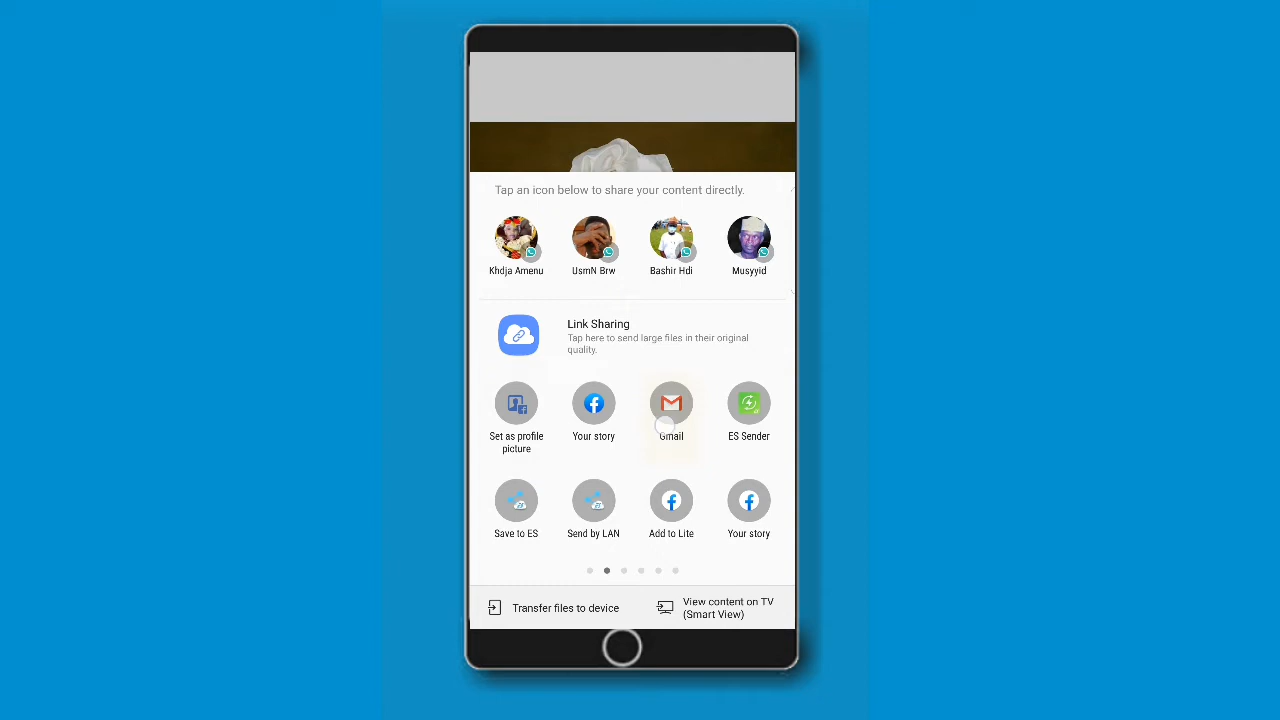 Tap an icon below to share your content directly.
Khdja Amenu
UsmN Brw
Bashir Hdi
Musyyid
Link Sharing
Tap here to send large files in their original
quality.
Set as profile
picture
Your story
Gmail
ES Sender
Save to ES
Send by LAN
Add to Lite
Your story
Transfer files to device
View content on TV
(Smart View)